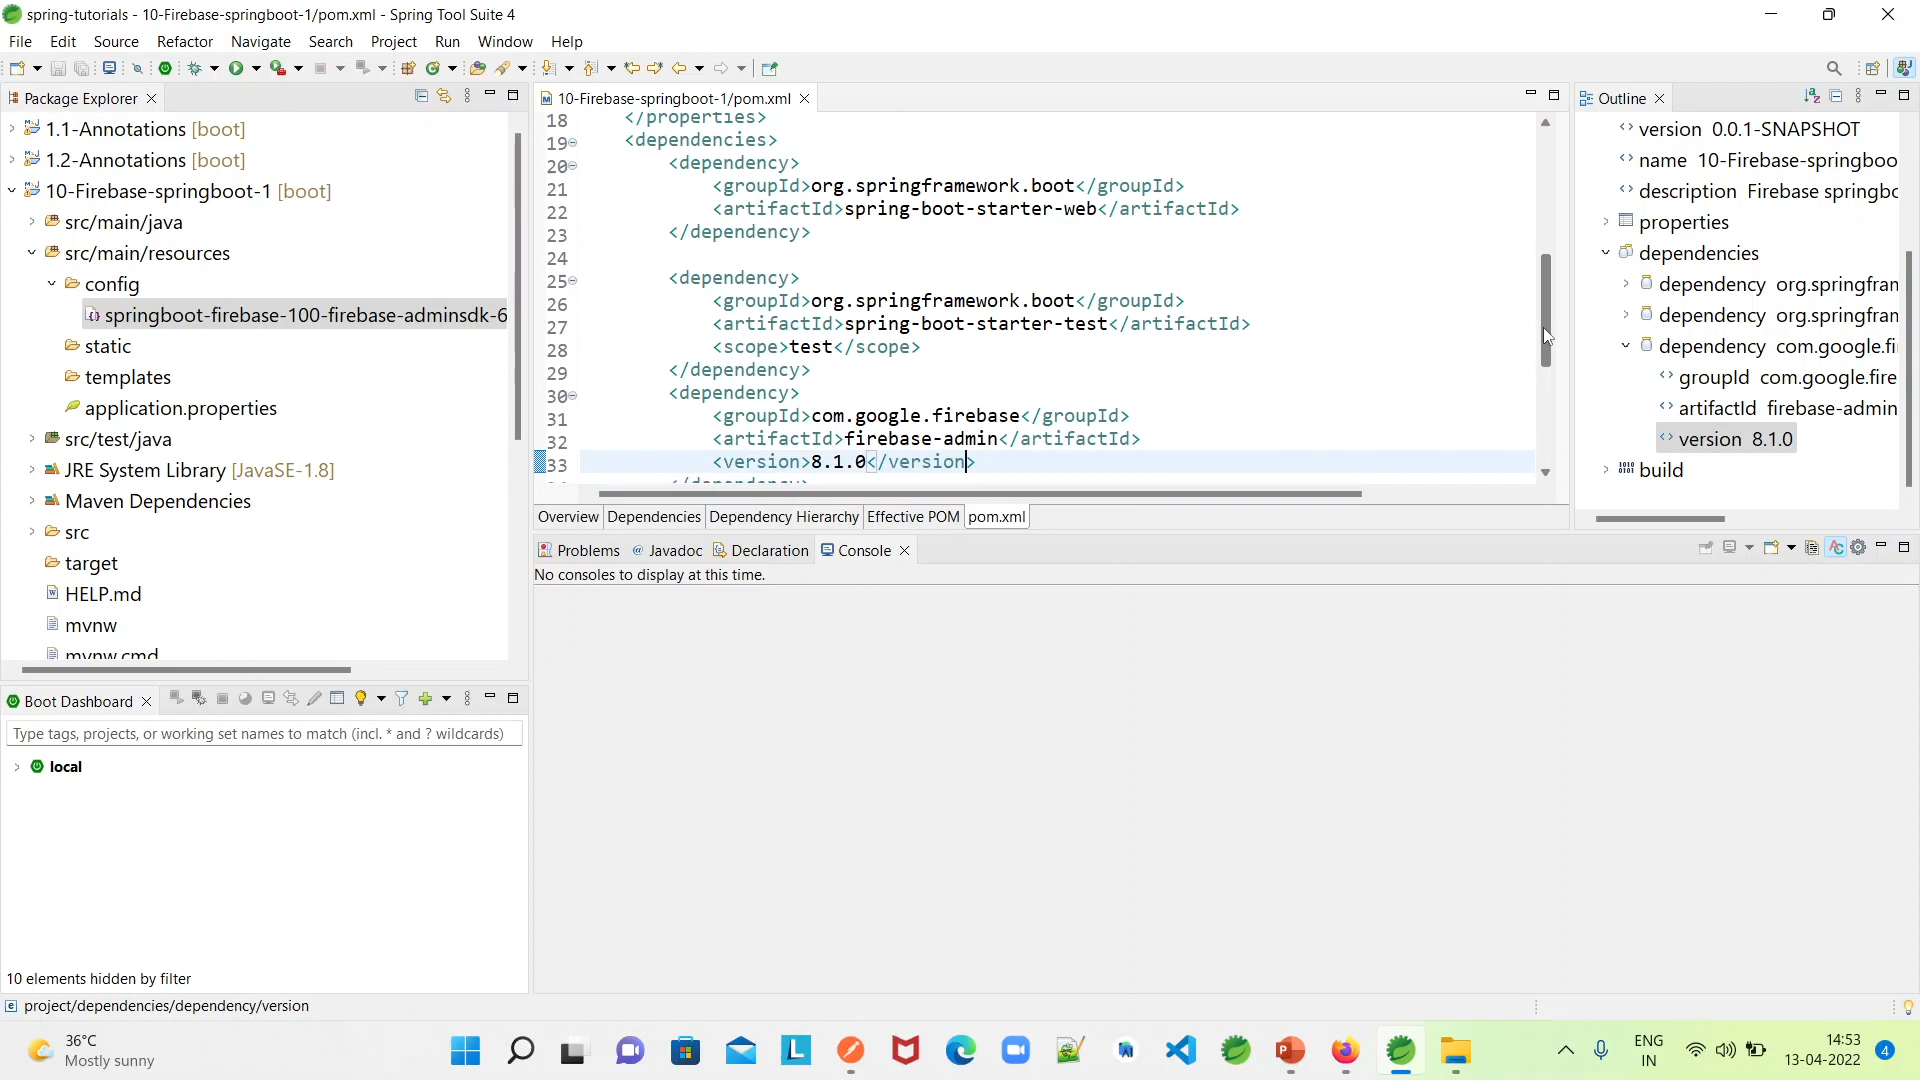 spring-tutorials - 10-Firebase-springboot-1/pom.xml - Spring Tool Suite 4
File Edit Source Refactor Navigate Search Project Run Window Help
Package Explorer
1.1-Annotations [boot]
1.2-Annotations [boot]
10-Firebase-springboot-1 [boot]
src/main/java
src/main/resources
config
springboot-firebase-100-firebase-adminsdk-6
static
templates
application.properties
src/test/java
JRE System Library [JavaSE-1.8]
Maven Dependencies
src
target
HELP.md
mvnw
mvnw.cmd
10-Firebase-springboot-1/pom.xml
18 </properties>
19 <dependencies>
20 <dependency>
21 <groupId>org.springframework.boot</groupId>
22 <artifactId>spring-boot-starter-web</artifactId>
23 </dependency>
24
25 <dependency>
26 <groupId>org.springframework.boot</groupId>
27 <artifactId>spring-boot-starter-test</artifactId>
28 <scope>test</scope>
29 </dependency>
30 <dependency>
31 <groupId>com.google.firebase</groupId>
32 <artifactId>firebase-admin</artifactId>
33 <version>8.1.0</version>
Overview Dependencies Dependency Hierarchy Effective POM pom.xml
Outline
version 0.0.1-SNAPSHOT
name 10-Firebase-springboo
description Firebase springbo
properties
dependencies
dependency org.springfran
dependency org.springfran
dependency com.google.fi
groupId com.google.fire
artifactId firebase-admin
version 8.1.0
build
Problems @ Javadoc Declaration Console
No consoles to display at this time.
Boot Dashboard
Type tags, projects, or working set names to match (incl. * and ? wildcards)
local
10 elements hidden by filter
project/dependencies/dependency/version
36°C
Mostly sunny
ENG
IN
14:53
13-04-2022
4